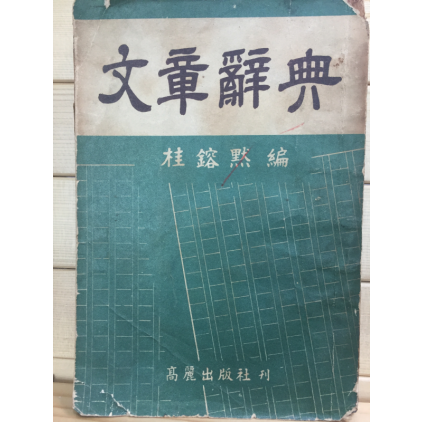 文章辭典
桂鎔默 編
高麗出版社 刊